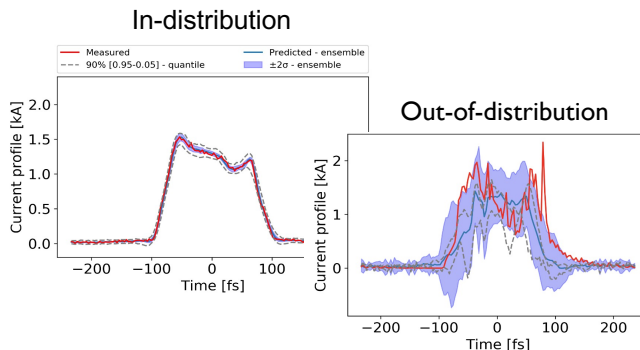 In-distribution
Measured
Predicted - ensemble
90% [0.95-0.05] - quantile
±2σ - ensemble
Current profile [kA]
2.0
1.5
1.0
0.5
0.0
−200
−100
0
100
Time [fs]
Out-of-distribution
Current profile [kA]
2
1
0
−200
−100
0
100
200
Time [fs]